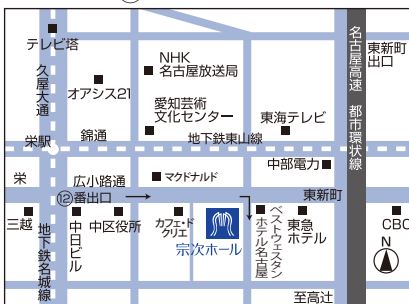 テレビ塔
久屋大通
オアシス21
NHK
名古屋放送局
愛知芸術
文化センター
東海テレビ
名古屋高速 都市環状線
東新町
出口
栄駅
錦通
地下鉄東山線
中部電力
栄
広小路通
マクドナルド
東新町
⑫番出口
三越
地下鉄名城線
中日ビル
中区役所
カフェ・ド
クリエ
宗次ホール
ベストウェスタン
ホテル名古屋
東急
ホテル
CBC
N
至高辻